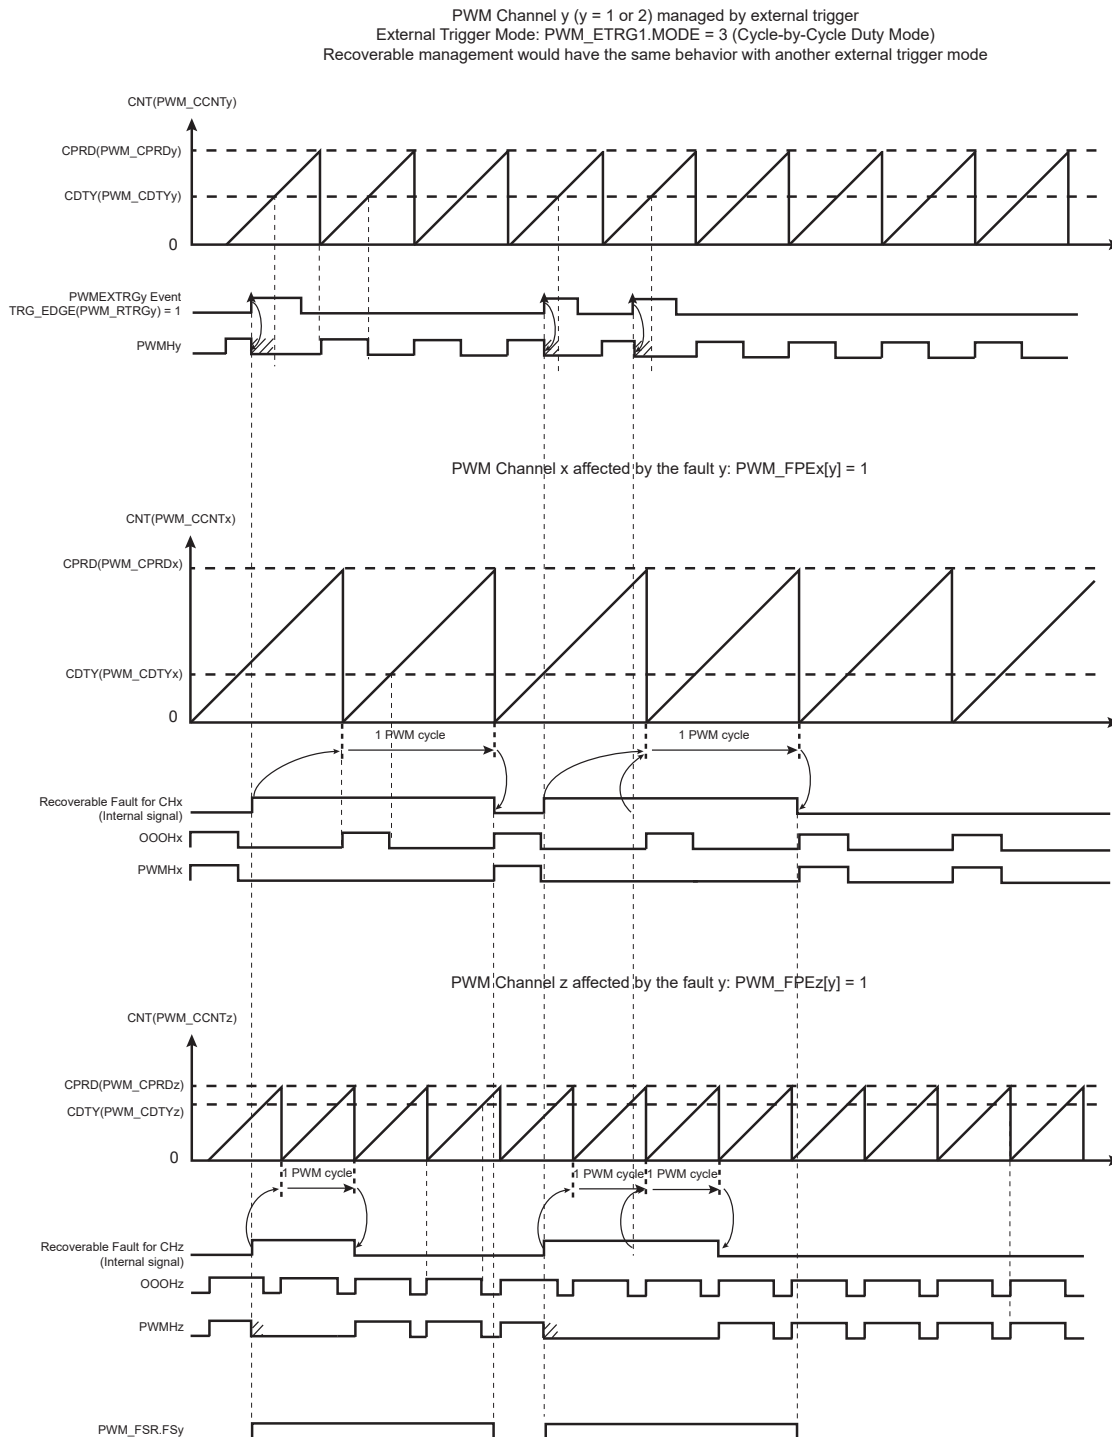 PWM Channel y (y = 1 or 2) managed by external trigger
External Trigger Mode: PWM_ETRG1.MODE = 3 (Cycle-by-Cycle Duty Mode)
Recoverable management would have the same behavior with another external trigger mode
CNT(PWM_CCNTy)
CPRD(PWM_CPRDy)
CDTY(PWM_CDTYy)
0
PWMEXTRGy Event
TRG_EDGE(PWM_RTRGy) = 1
PWMHy
PWM Channel x affected by the fault y: PWM_FPEx[y] = 1
CNT(PWM_CCNTx)
CPRD(PWM_CPRDx)
CDTY(PWM_CDTYx)
0
1 PWM cycle 1 PWM cycle
Recoverable Fault for CHx
(Internal signal)
OOOHx
PWMHx
PWM Channel z affected by the fault y: PWM_FPEz[y] = 1
CNT(PWM_CCNTz)
CPRD(PWM_CPRDz)
CDTY(PWM_CDTYz)
0
1 PWM cycle 1 PWM cycle 1 PWM cycle
Recoverable Fault for CHz
(Internal signal)
OOOHz
PWMHz
PWM_FSR.FSy